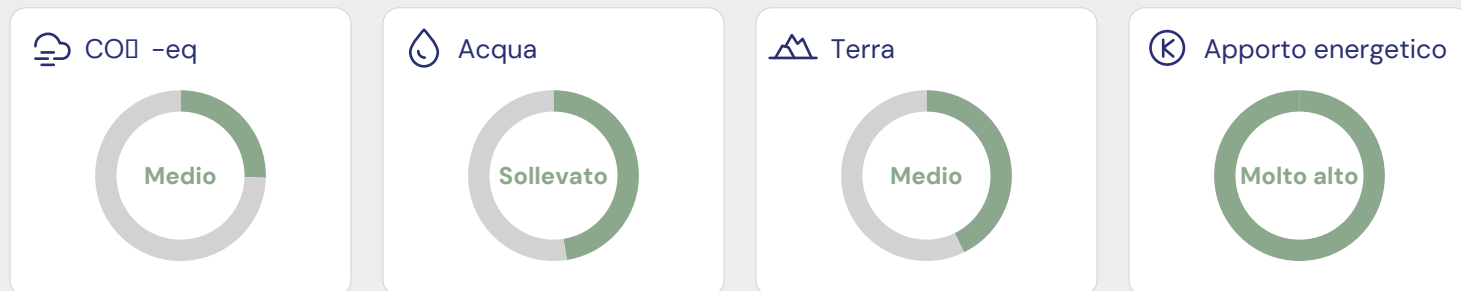 CO▯ -eq
Acqua
Terra
Apporto energetico
Medio
Sollevato
Medio
Molto alto